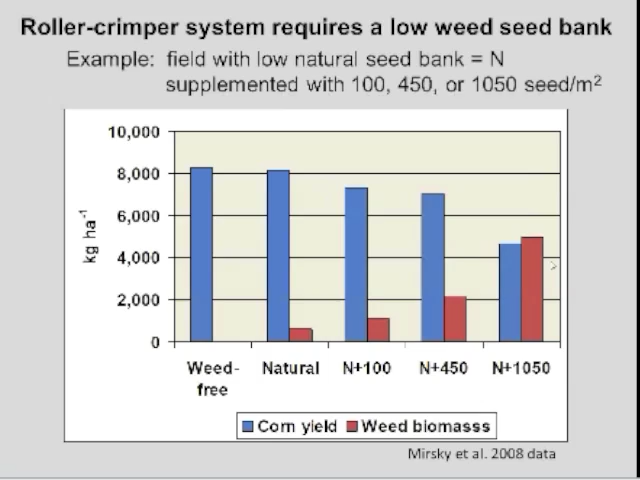 Roller-crimper system requires a low weed seed bank
Example: field with low natural seed bank = N
supplemented with 100, 450, or 1050 seed/m2
10,000
8,000
6,000
4,000
2,000
0
kg ha-1
Weed-free
Natural
N+100
N+450
N+1050
Corn yield
Weed biomasss
Mirsky et al. 2008 data